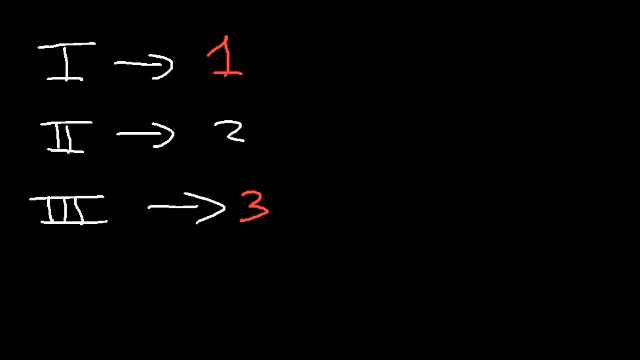 I → 1
II → 2
III → 3